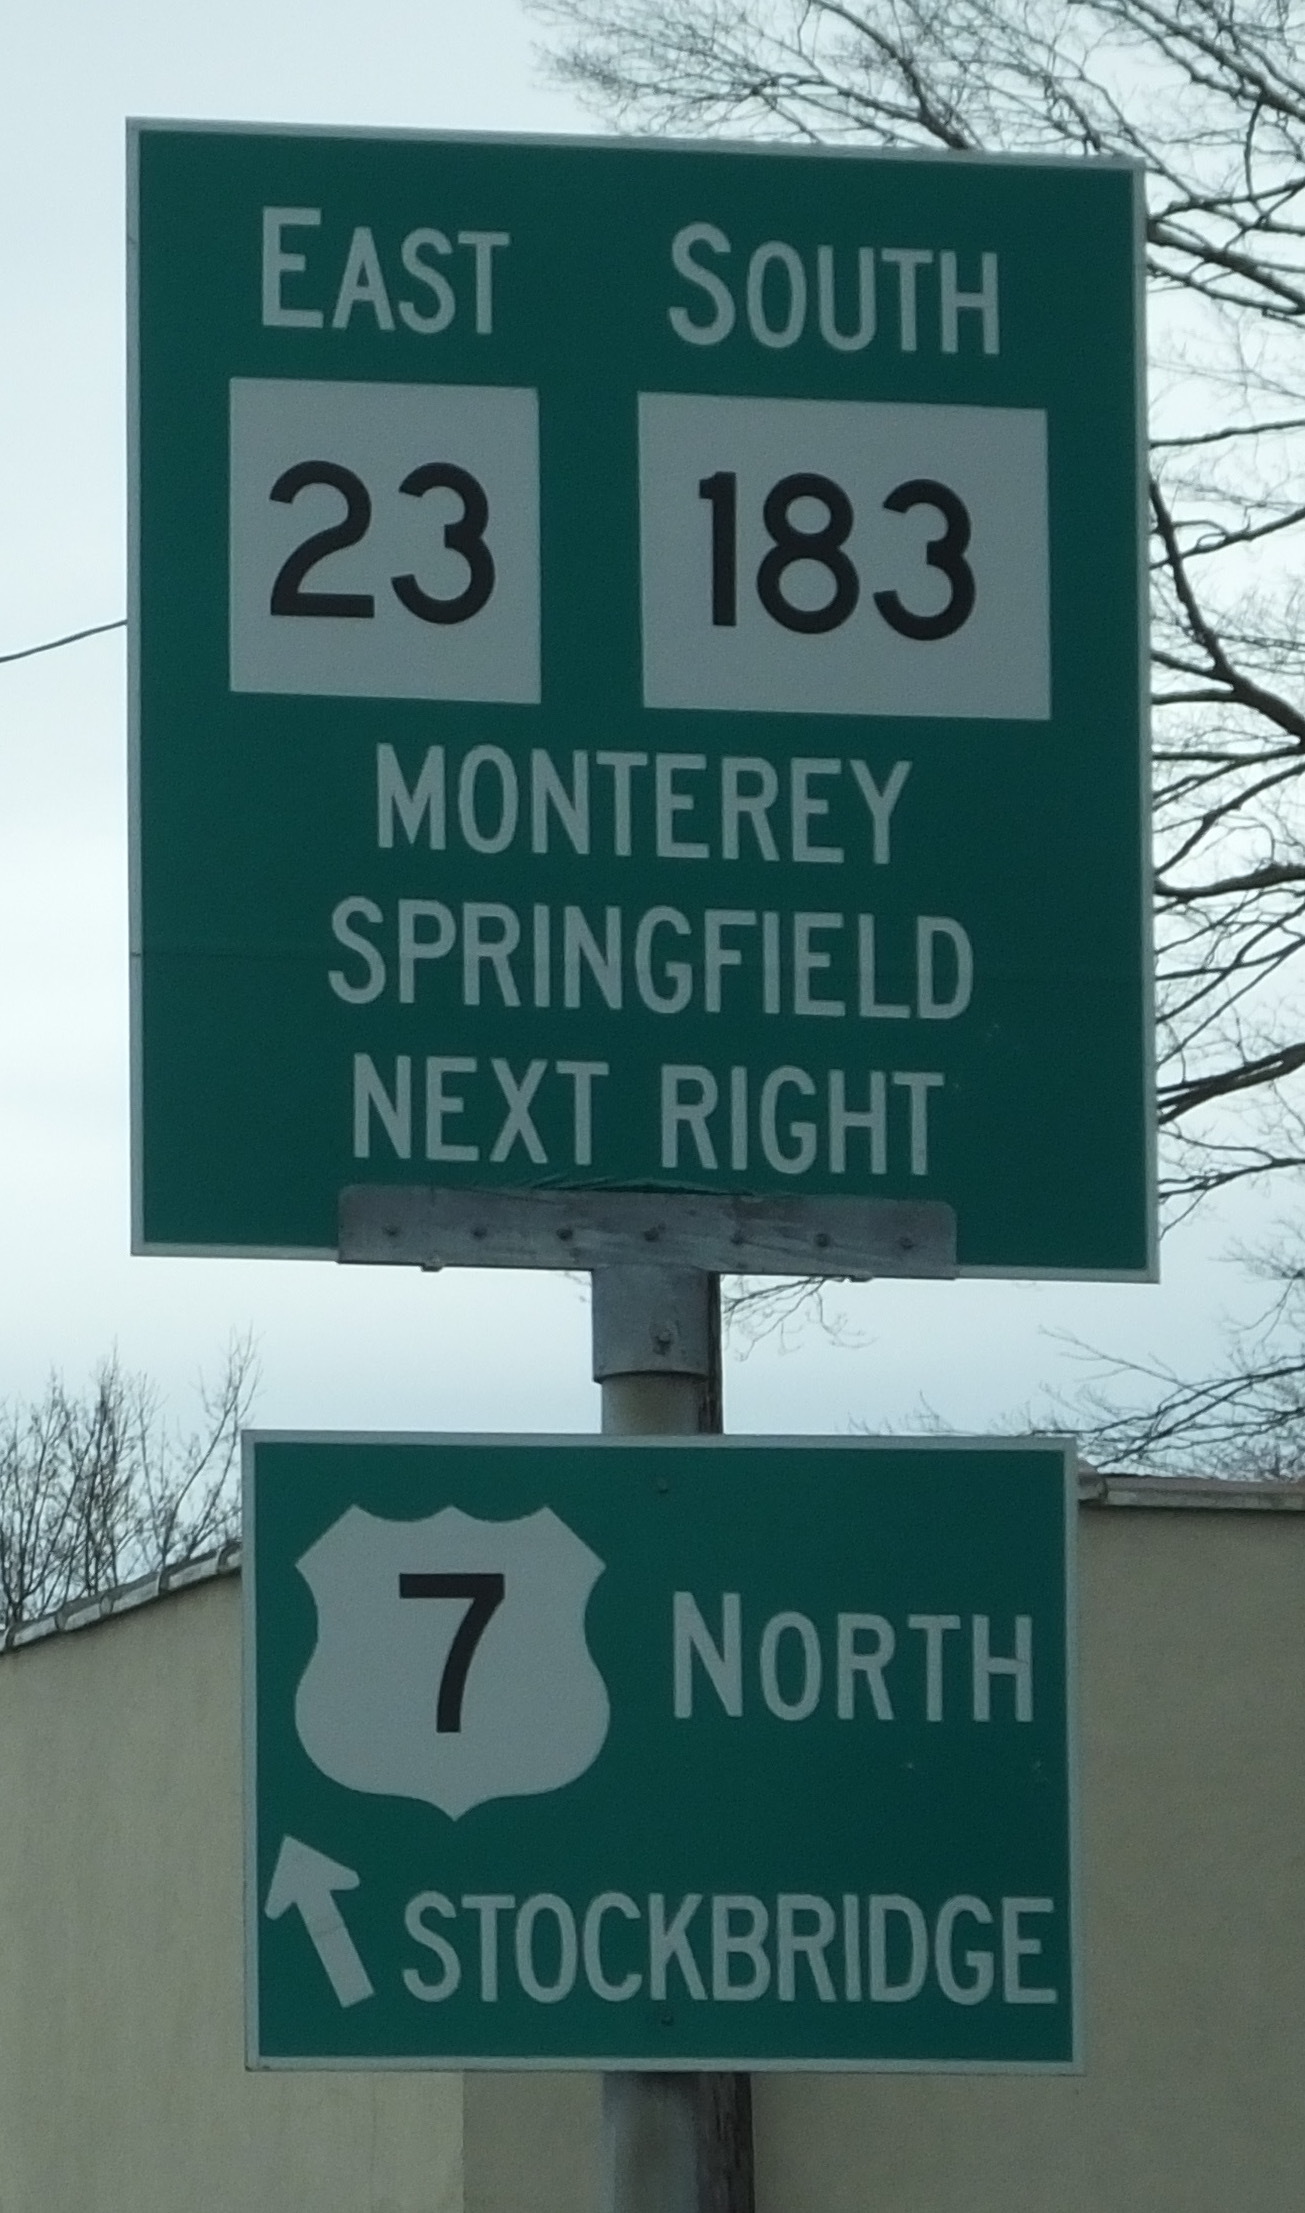 EAST SOUTH
23 183
MONTEREY
SPRINGFIELD
NEXT RIGHT
7 NORTH
STOCKBRIDGE